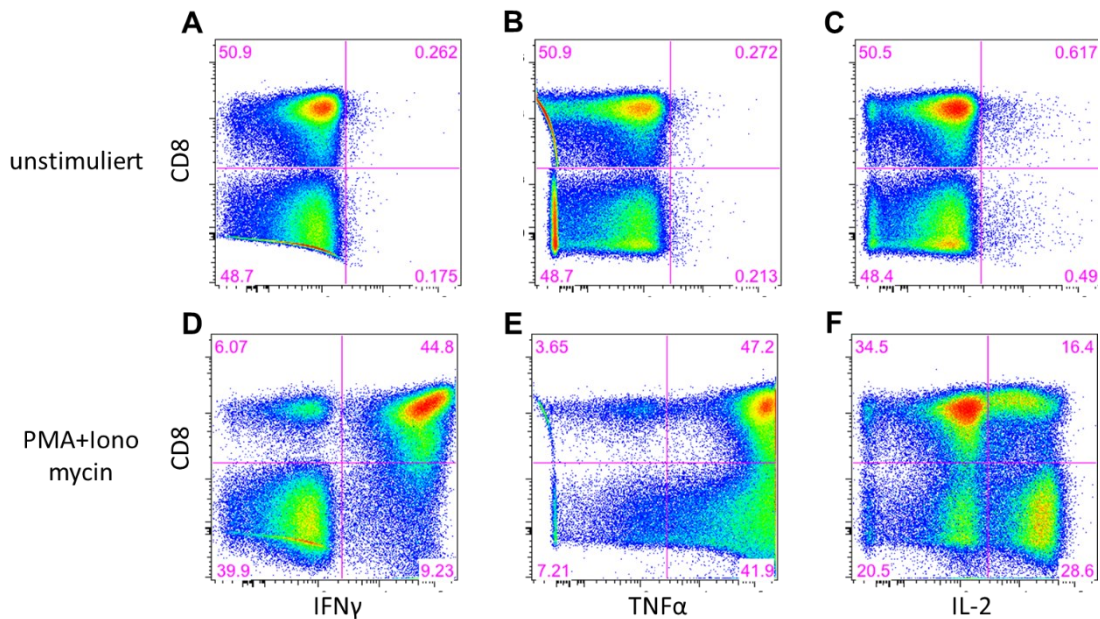 A
B
C
50.9
0.262
50.9
0.272
50.5
0.617
unstimuliert
CD8
48.7
0.175
48.7
0.213
48.4
0.49
D
E
F
6.07
44.8
3.65
47.2
34.5
16.4
PMA+Iono
mycin
CD8
39.9
9.23
7.21
41.9
20.5
28.6
IFNγ
TNFα
IL-2